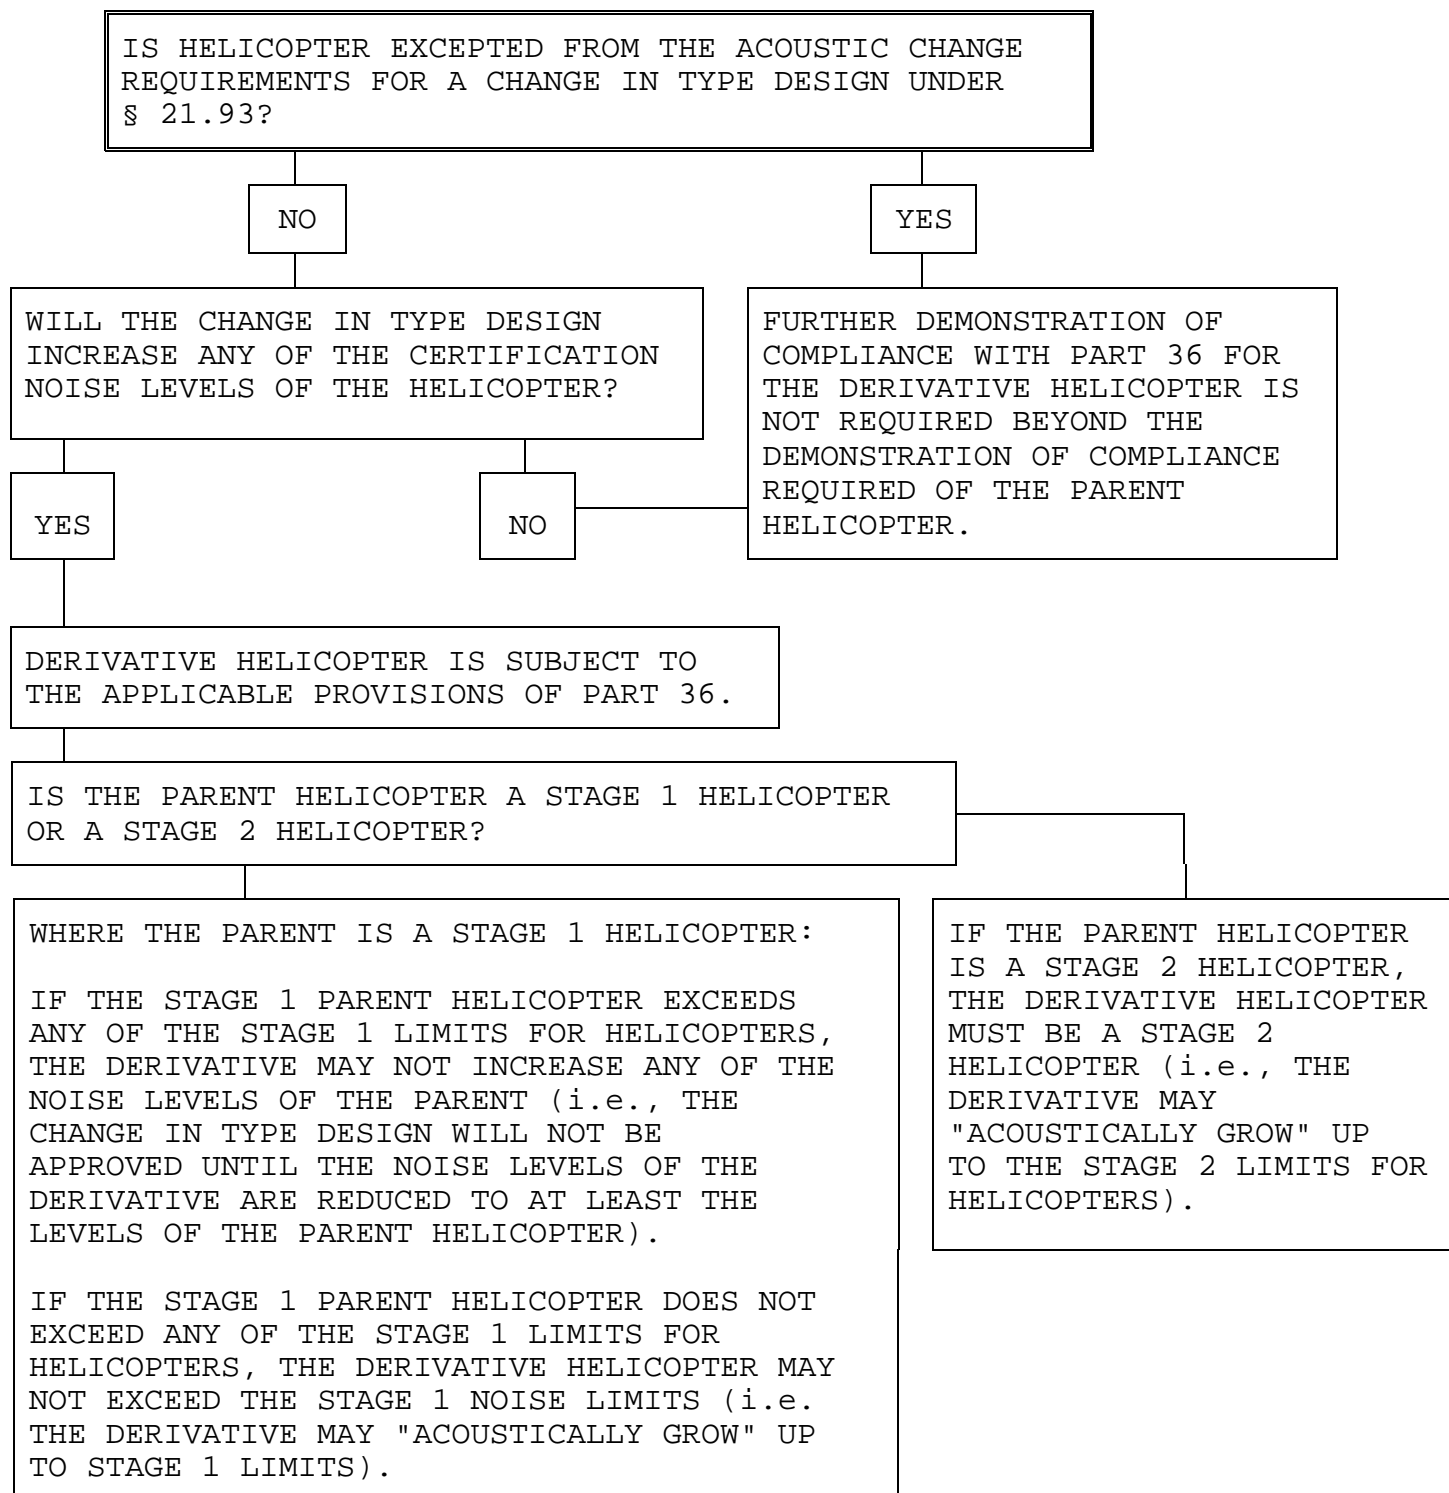 IS HELICOPTER EXCEPTED FROM THE ACOUSTIC CHANGE
REQUIREMENTS FOR A CHANGE IN TYPE DESIGN UNDER
§ 21.93?
NO
YES
WILL THE CHANGE IN TYPE DESIGN
INCREASE ANY OF THE CERTIFICATION
NOISE LEVELS OF THE HELICOPTER?
FURTHER DEMONSTRATION OF
COMPLIANCE WITH PART 36 FOR
THE DERIVATIVE HELICOPTER IS
NOT REQUIRED BEYOND THE
DEMONSTRATION OF COMPLIANCE
REQUIRED OF THE PARENT
HELICOPTER.
YES
NO
DERIVATIVE HELICOPTER IS SUBJECT TO
THE APPLICABLE PROVISIONS OF PART 36.
IS THE PARENT HELICOPTER A STAGE 1 HELICOPTER
OR A STAGE 2 HELICOPTER?
WHERE THE PARENT IS A STAGE 1 HELICOPTER:
IF THE STAGE 1 PARENT HELICOPTER EXCEEDS
ANY OF THE STAGE 1 LIMITS FOR HELICOPTERS,
THE DERIVATIVE MAY NOT INCREASE ANY OF THE
NOISE LEVELS OF THE PARENT (i.e., THE
CHANGE IN TYPE DESIGN WILL NOT BE
APPROVED UNTIL THE NOISE LEVELS OF THE
DERIVATIVE ARE REDUCED TO AT LEAST THE
LEVELS OF THE PARENT HELICOPTER).
IF THE STAGE 1 PARENT HELICOPTER DOES NOT
EXCEED ANY OF THE STAGE 1 LIMITS FOR
HELICOPTERS, THE DERIVATIVE HELICOPTER MAY
NOT EXCEED THE STAGE 1 NOISE LIMITS (i.e.
THE DERIVATIVE MAY "ACOUSTICALLY GROW" UP
TO STAGE 1 LIMITS).
IF THE PARENT HELICOPTER
IS A STAGE 2 HELICOPTER,
THE DERIVATIVE HELICOPTER
MUST BE A STAGE 2
HELICOPTER (i.e., THE
DERIVATIVE MAY
"ACOUSTICALLY GROW" UP
TO THE STAGE 2 LIMITS FOR
HELICOPTERS).